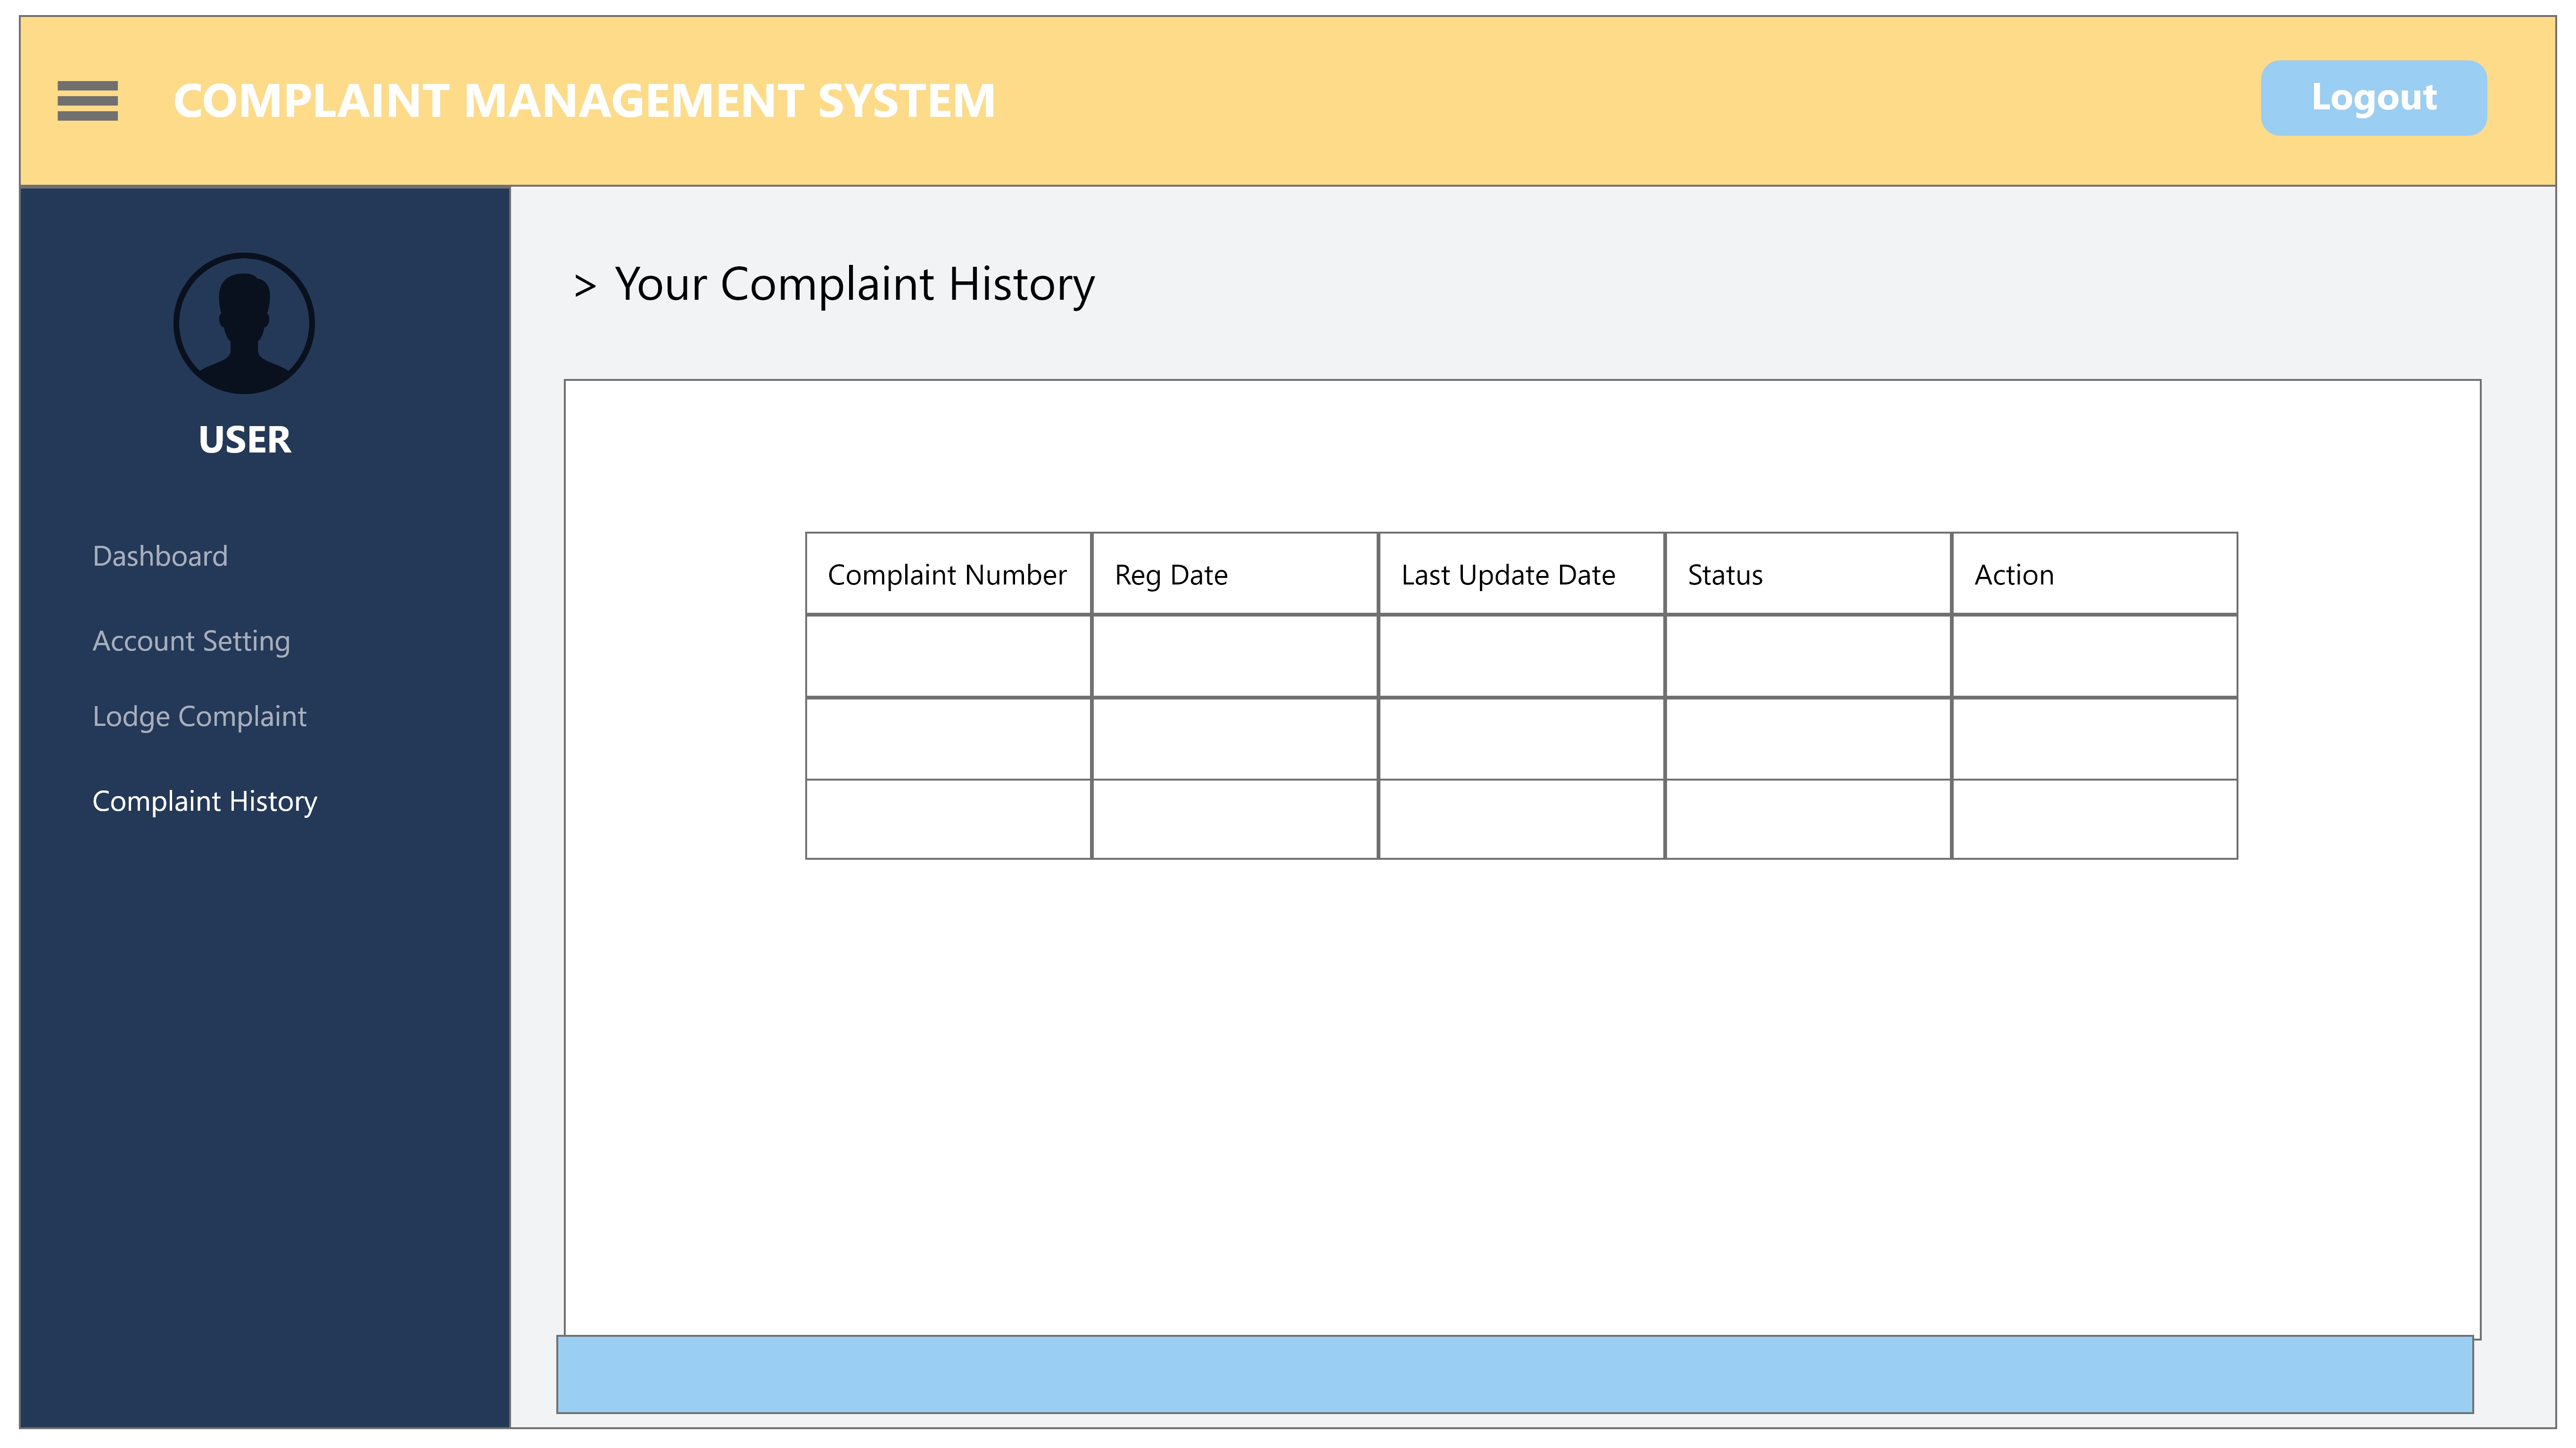 COMPLAINT MANAGEMENT SYSTEM
Logout
USER
Dashboard
Account Setting
Lodge Complaint
Complaint History
> Your Complaint History
Complaint Number Reg Date Last Update Date Status Action